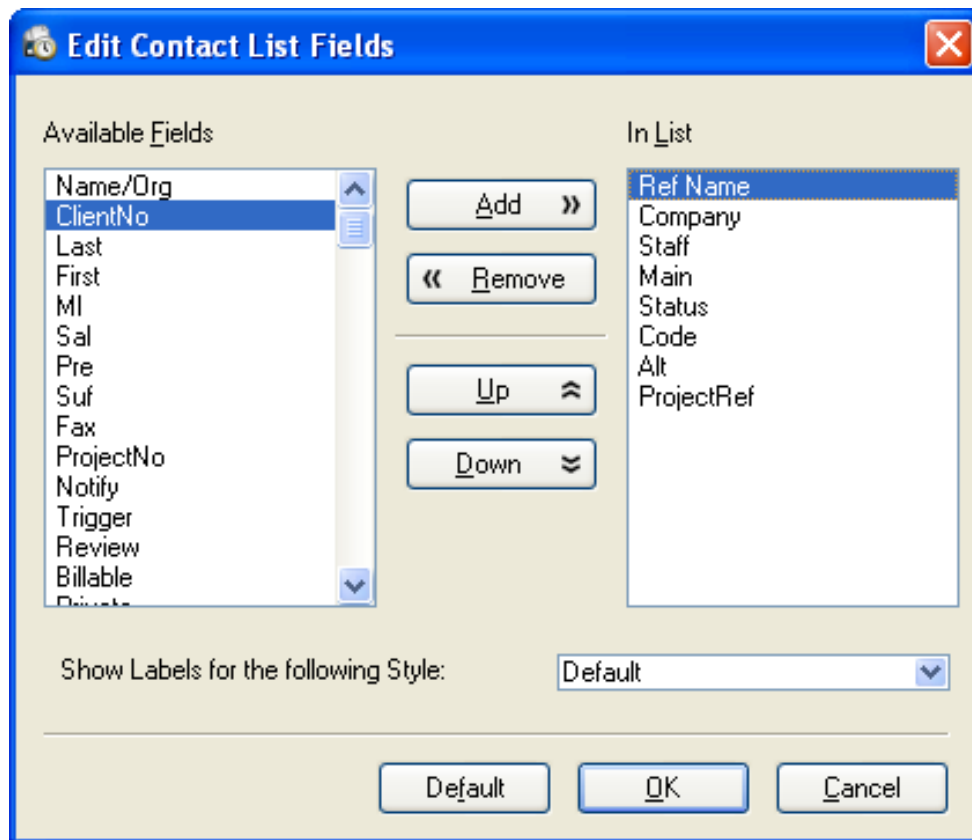 Edit Contact List Fields
Available Fields
In List
Name/Org
ClientNo
Last
First
MI
Sal
Pre
Suf
Fax
ProjectNo
Notify
Trigger
Review
Billable
Private
Add »
« Remove
Up
Down
Ref Name
Company
Staff
Main
Status
Code
Alt
ProjectRef
Show Labels for the following Style:
Default
Default
OK
Cancel